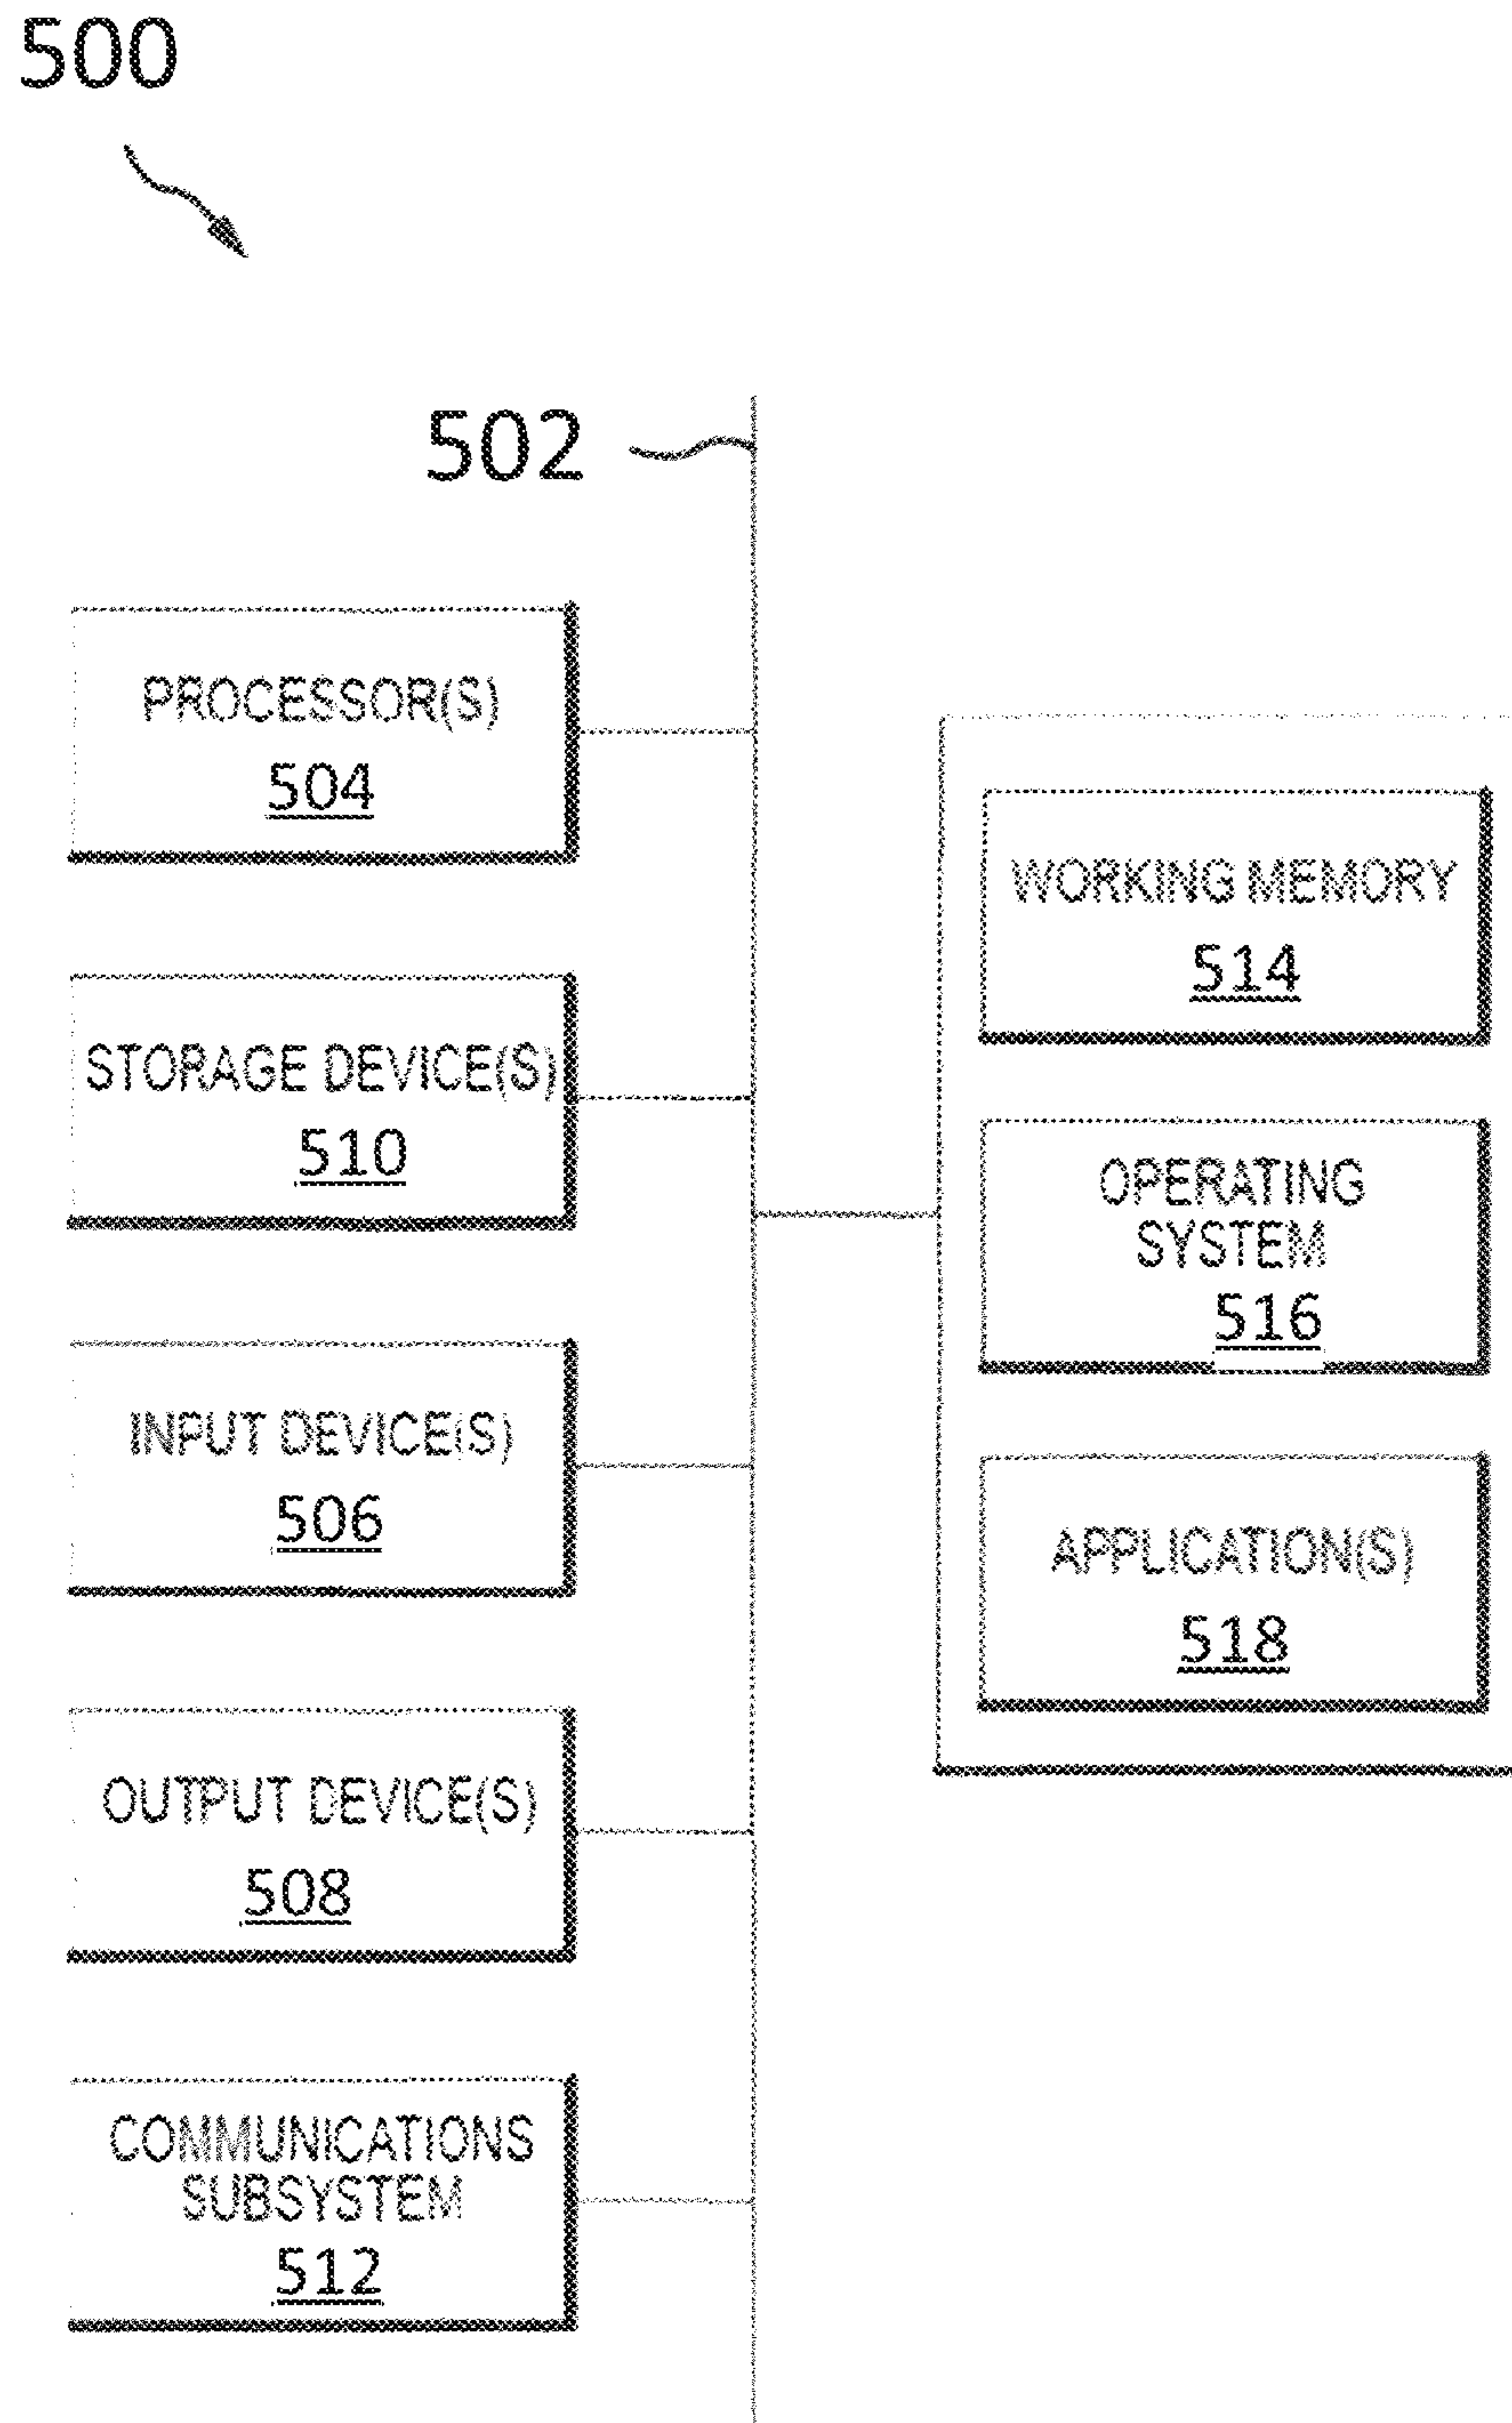 500
502
PROCESSOR(S)
504
STORAGE DEVICE(S)
510
INPUT DEVICE(S)
506
OUTPUT DEVICE(S)
508
COMMUNICATIONS
SUBSYSTEM
512
WORKING MEMORY
514
OPERATING
SYSTEM
516
APPLICATION(S)
518